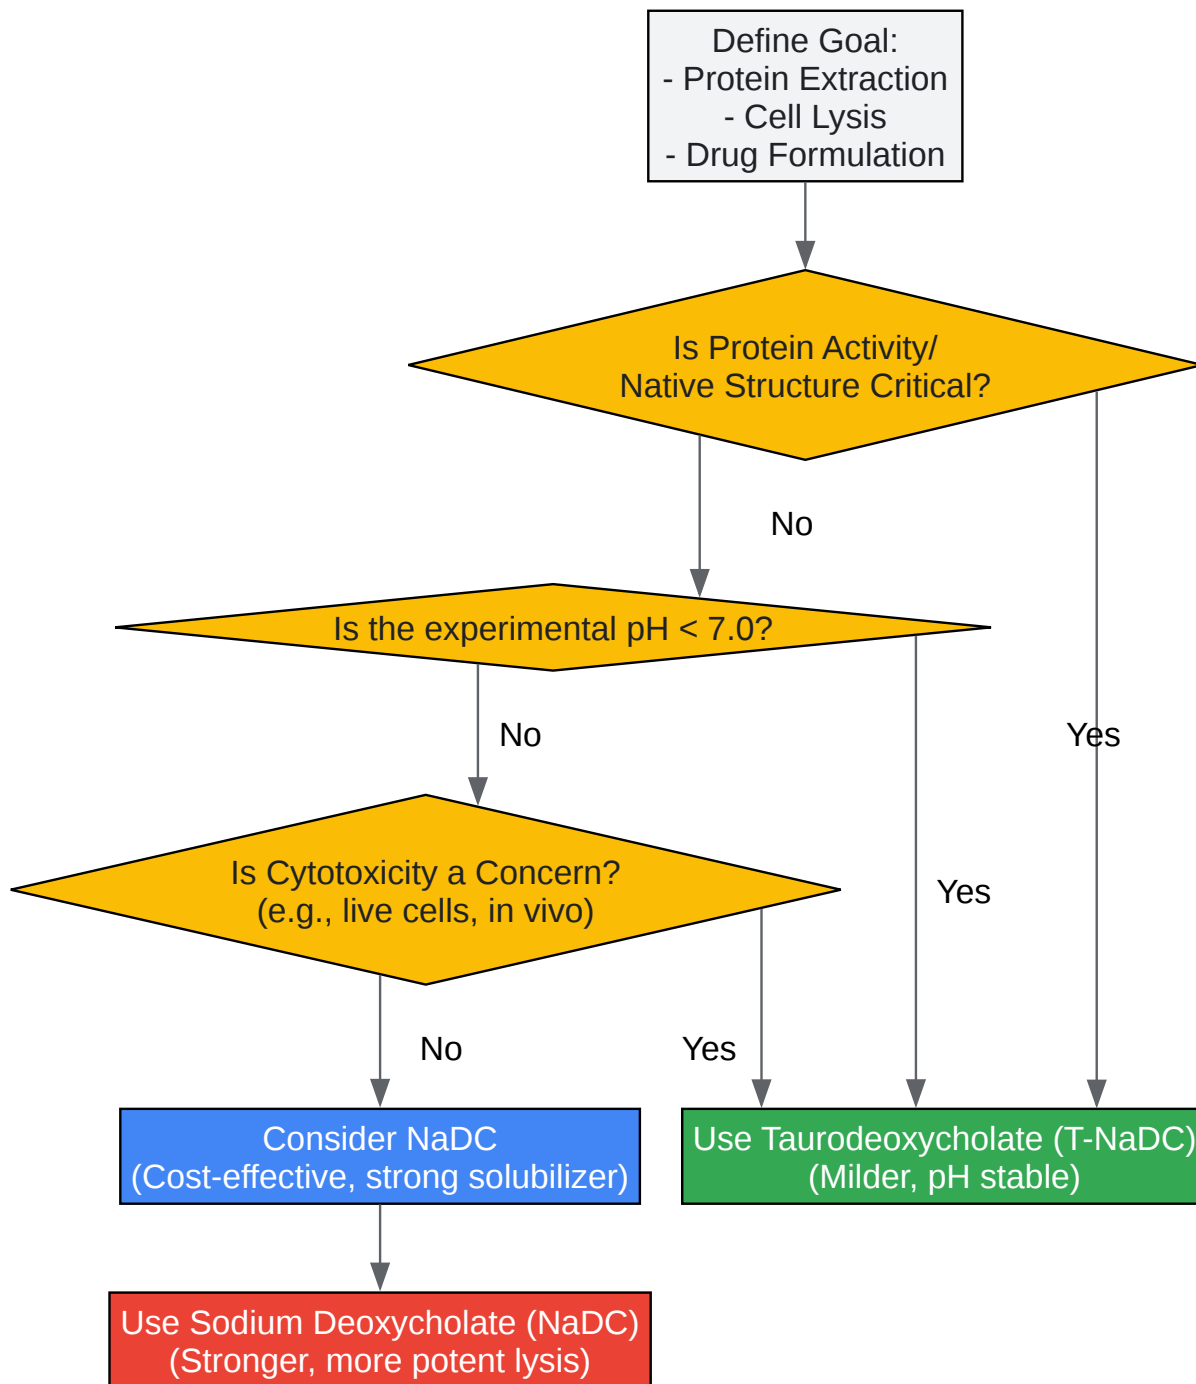 Define Goal:
- Protein Extraction
- Cell Lysis
- Drug Formulation
Is Protein Activity/
Native Structure Critical?
No
Is the experimental pH < 7.0?
No
Yes
Is Cytotoxicity a Concern?
(e.g., live cells, in vivo)
Yes
No
Yes
Consider NaDC
(Cost-effective, strong solubilizer)
Use Taurodeoxycholate (T-NaDC)
(Milder, pH stable)
Use Sodium Deoxycholate (NaDC)
(Stronger, more potent lysis)